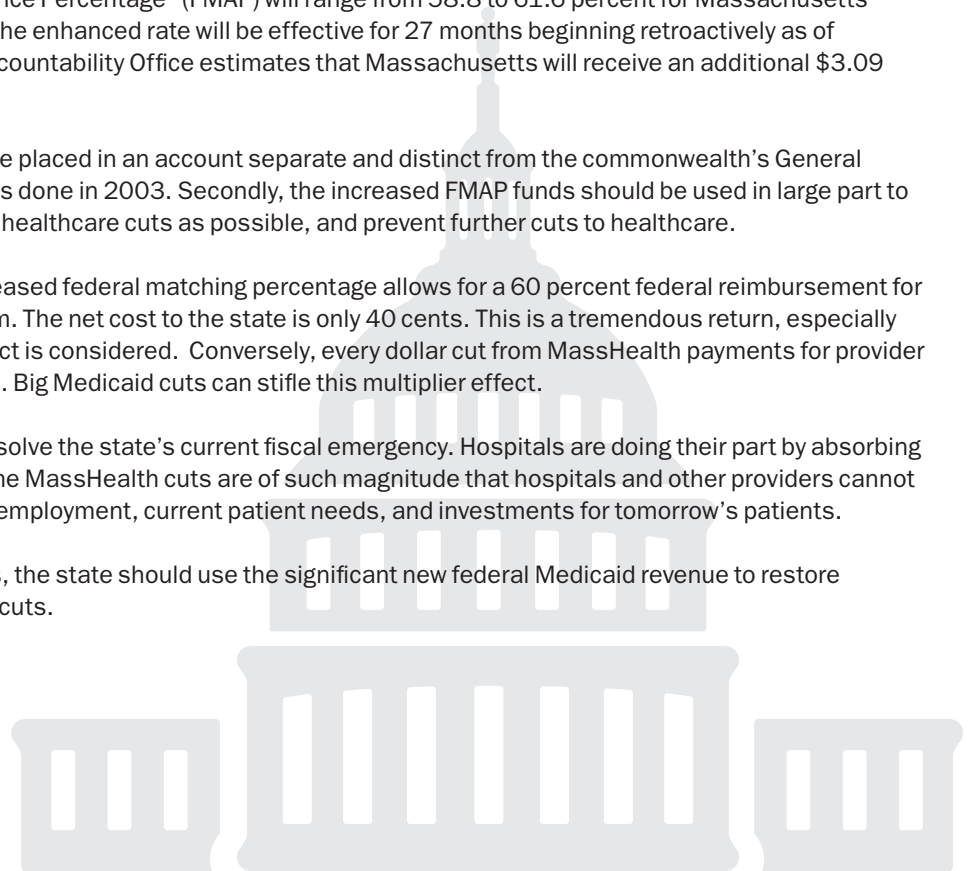 Percentage" (FMAP) will range from 58.8 to 61.6 percent for Massachusetts
he enhanced rate will be effective for 27 months beginning retroactively as of
countability Office estimates that Massachusetts will receive an additional $3.09
e placed in an account separate and distinct from the commonwealth's General
s done in 2003. Secondly, the increased FMAP funds should be used in large part to
healthcare cuts as possible, and prevent further cuts to healthcare.
eased federal matching percentage allows for a 60 percent federal reimbursement for
m. The net cost to the state is only 40 cents. This is a tremendous return, especially
ct is considered. Conversely, every dollar cut from MassHealth payments for provider
. Big Medicaid cuts can stifle this multiplier effect.
solve the state's current fiscal emergency. Hospitals are doing their part by absorbing
he MassHealth cuts are of such magnitude that hospitals and other providers cannot
employment, current patient needs, and investments for tomorrow's patients.
s, the state should use the significant new federal Medicaid revenue to restore
cuts.